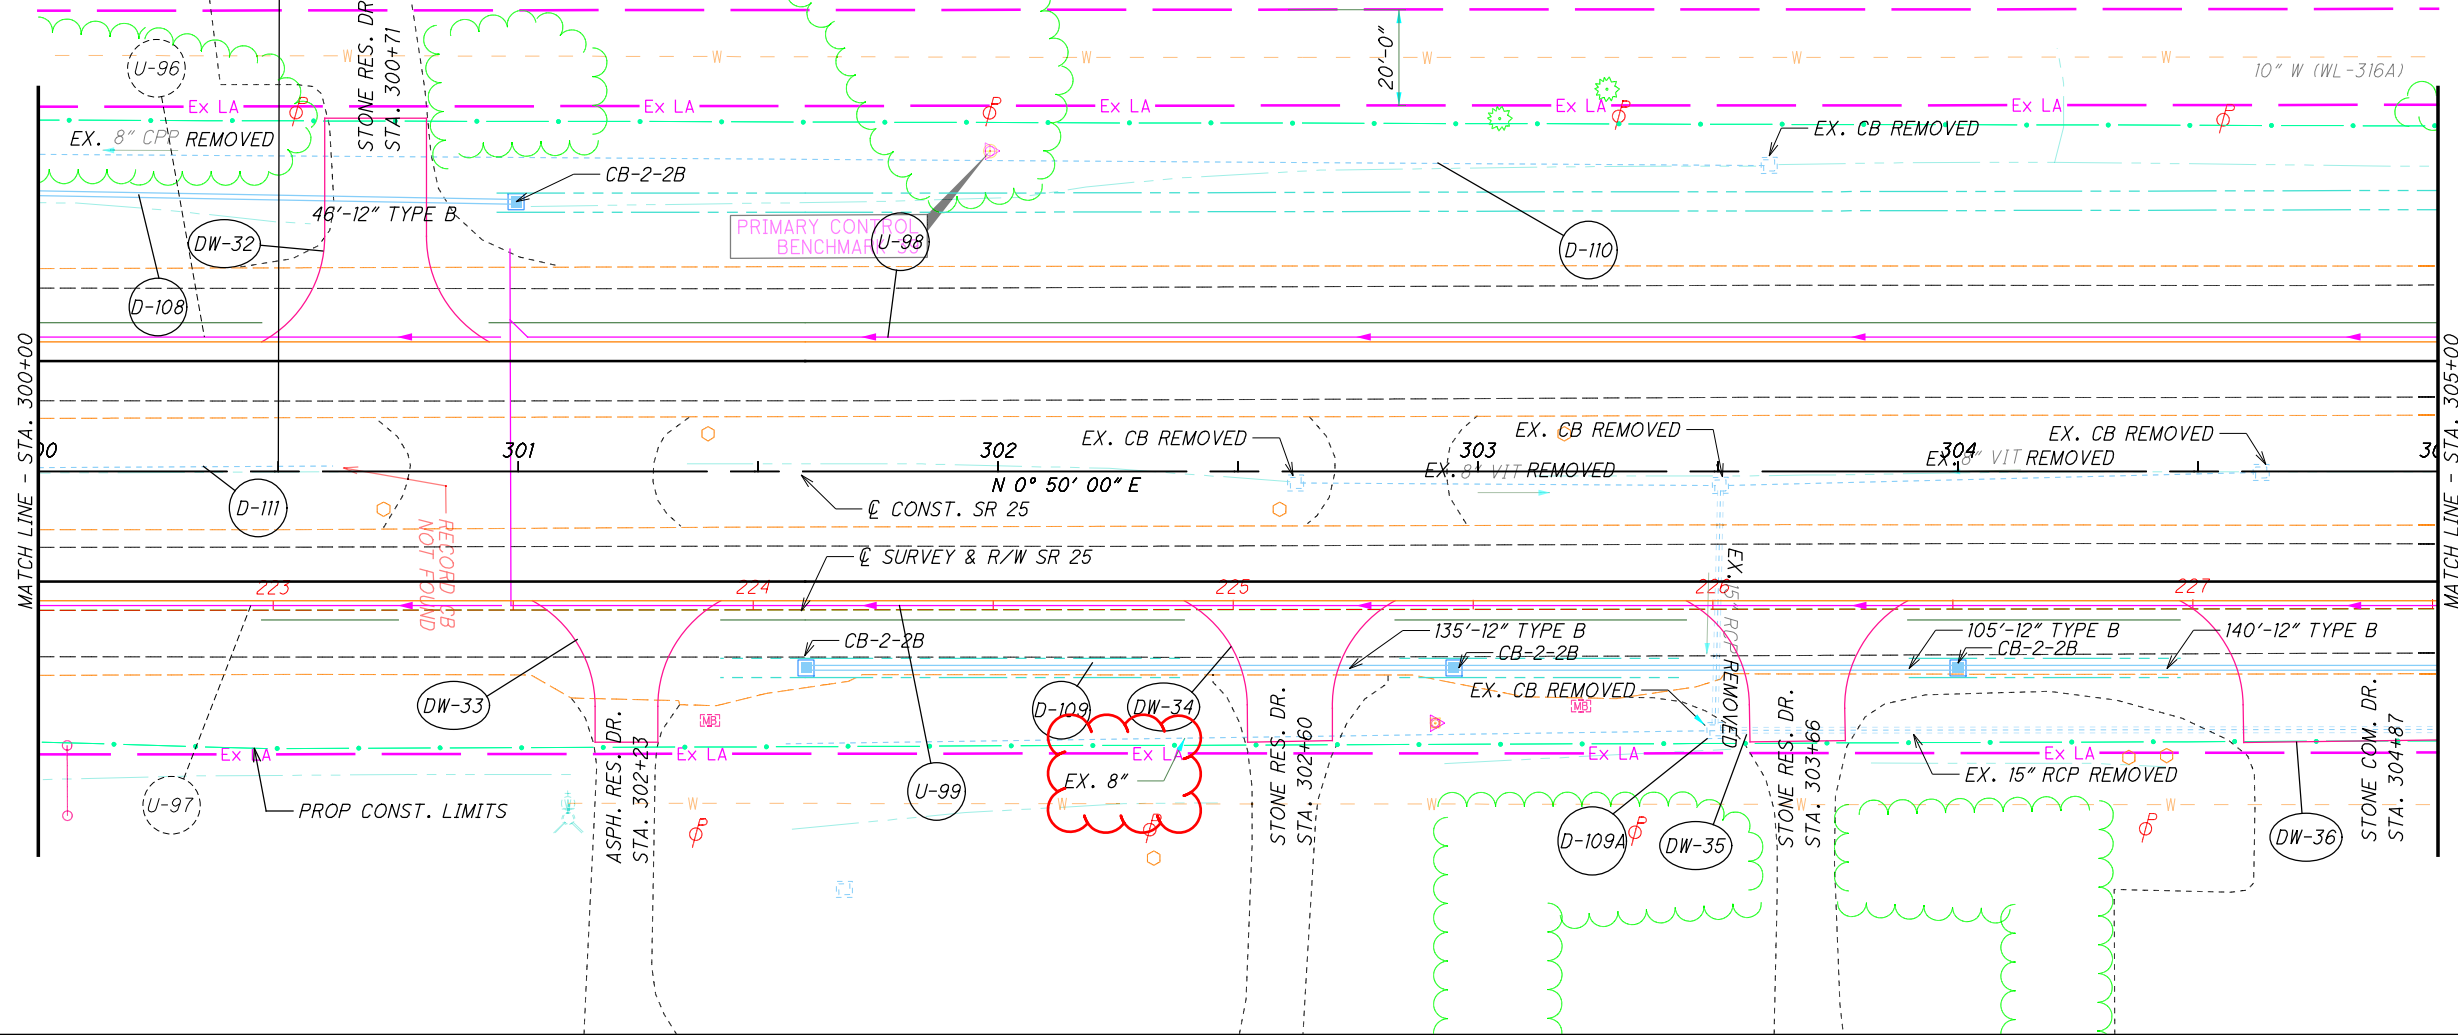 STONE RES. DR.
STA. 300+71
20'-0"
U-96
W
W
W
W
W
W
10" W (WL-316A)
Ex LA
Ex LA
Ex LA
Ex LA
Ex LA
P
P
P
P
EX. 8" CPP REMOVED
EX. CB REMOVED
CB-2-2B
46'-12" TYPE B
DW-32
PRIMARY CONTROL
BENCHMARK
U-98
D-110
D-108
MATCH LINE - STA. 300+00
MATCH LINE - STA. 305+00
00
301
302
303
304
30
EX. CB REMOVED
EX. CB REMOVED
EX. CB REMOVED
EX. 8" VIT REMOVED
EX. 8" VIT REMOVED
N 0° 50' 00" E
D-111
℄ CONST. SR 25
RECORD CB
NOT FOUND
℄ SURVEY & R/W SR 25
EX. 15" RCP REMOVED
223
224
225
226
227
CB-2-2B
135'-12" TYPE B
CB-2-2B
105'-12" TYPE B
CB-2-2B
140'-12" TYPE B
EX. CB REMOVED
DW-33
D-109
DW-34
MB
MB
Ex LA
Ex LA
Ex LA
Ex LA
Ex LA
EX. 8"
EX. 15" RCP REMOVED
U-97
PROP CONST. LIMITS
U-99
ASPH. RES. DR.
STA. 302+23
STONE RES. DR.
STA. 302+60
STONE RES. DR.
STA. 303+66
STONE COM. DR.
STA. 304+87
W
W
W
W
W
P
P
P
P
D-109A
DW-35
DW-36